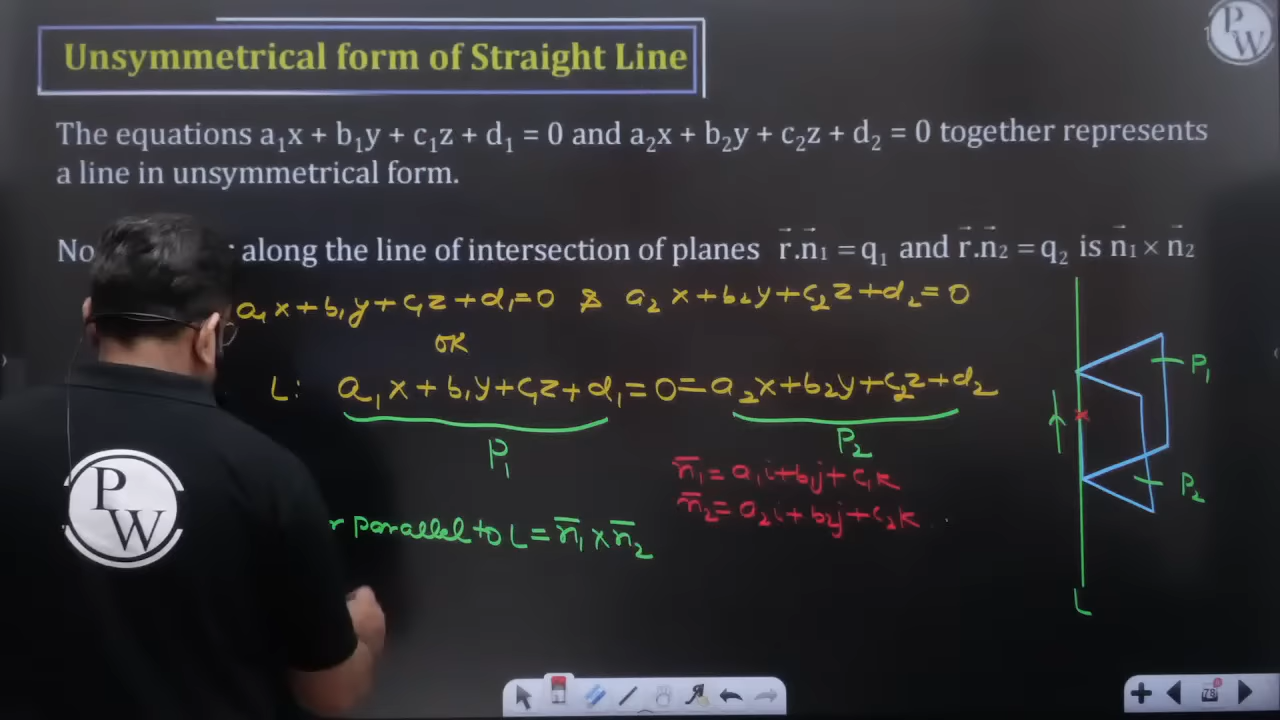 Unsymmetrical form of Straight Line
PW
The equations a₁x + b₁y + c₁z + d₁ = 0 and a₂x + b₂y + c₂z + d₂ = 0 together represents
a line in unsymmetrical form.
along the line of intersection of planes r⃗.n⃗₁ = q₁ and r⃗.n⃗₂ = q₂ is n⃗₁ × n⃗₂
a₁x+b₁y+c₁z+d₁=0 & a₂x+b₂y+c₂z+d₂=0
OR
L: a₁x+b₁y+c₁z+d₁=0=a₂x+b₂y+c₂z+d₂
P₁
P₂
P₁
P₂
n̅₁=a₁i+b₁j+c₁k
n̅₂=a₂i+b₂j+c₂k
r parallel to L = n̅₁×n̅₂
L
PW
78